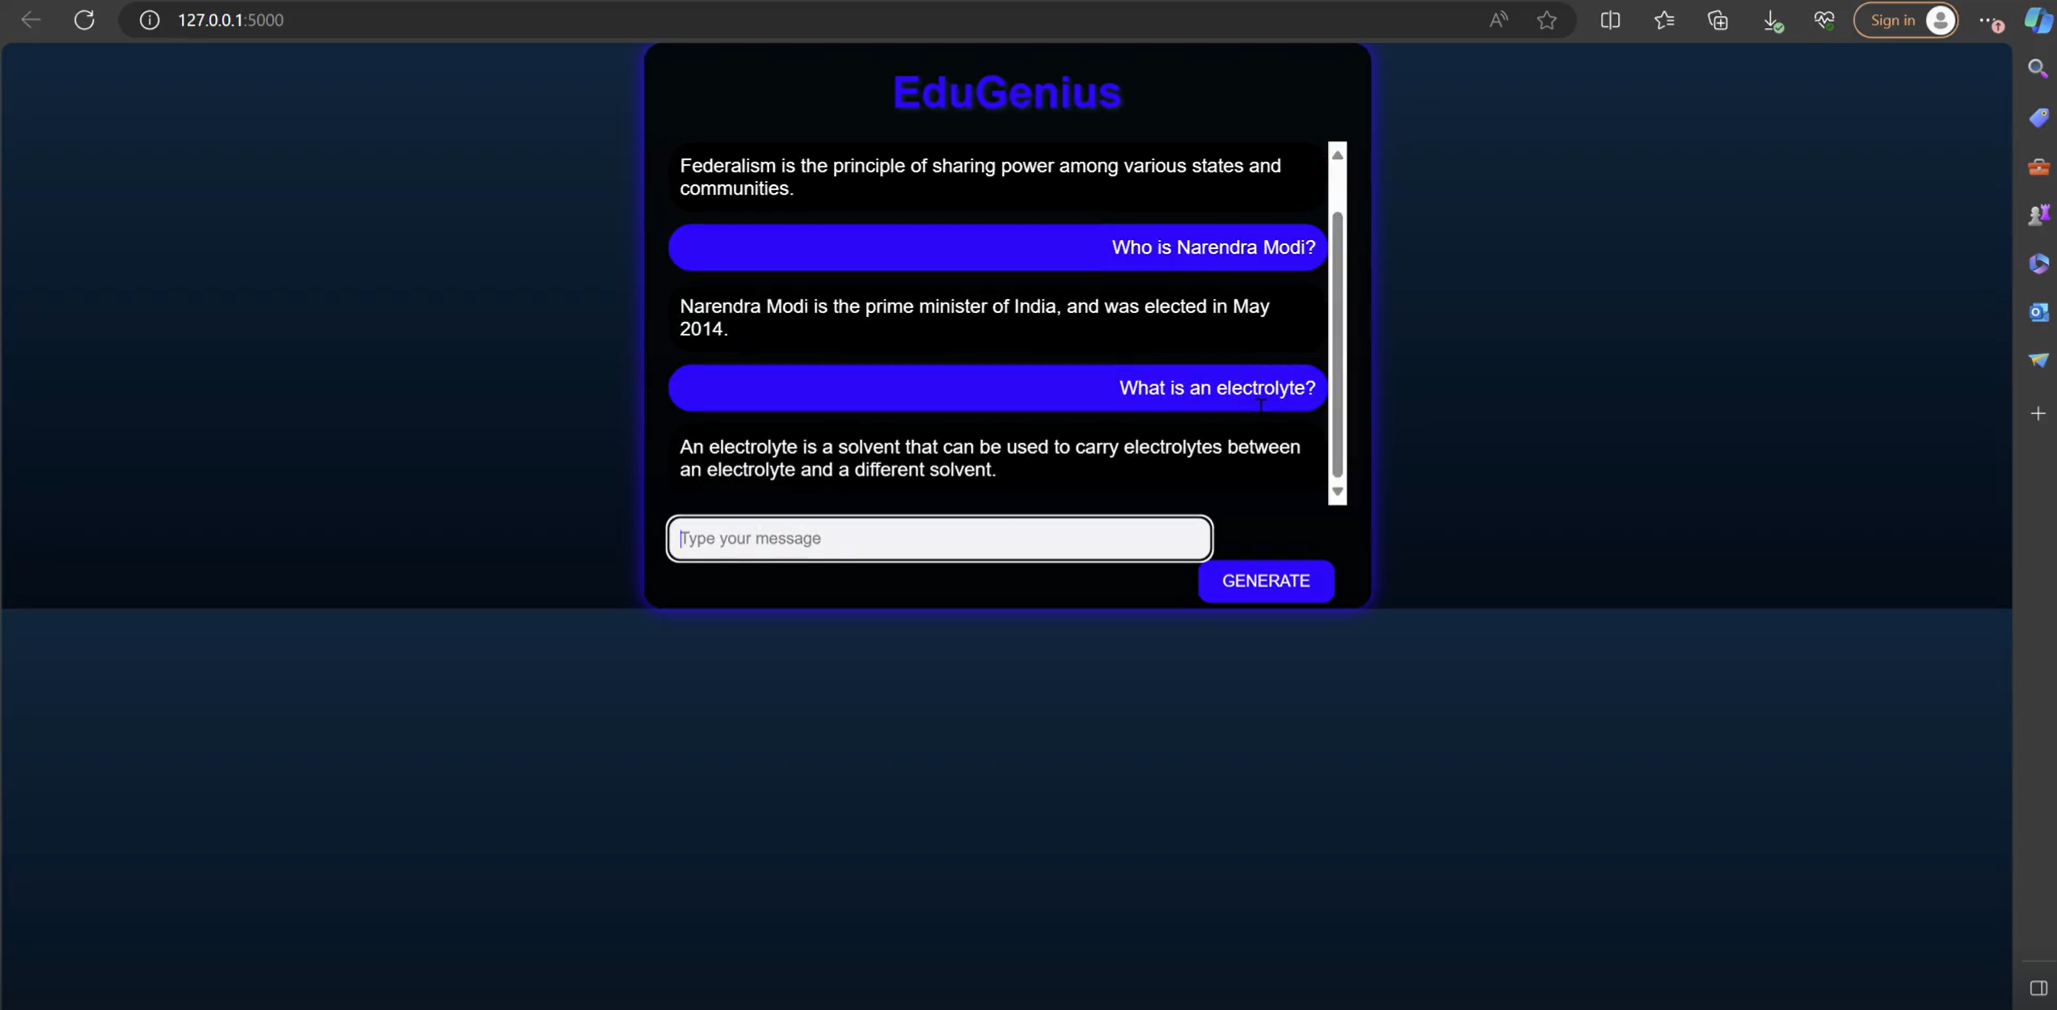 127.0.0.1:5000
Sign in
EduGenius
Federalism is the principle of sharing power among various states and
communities.
Who is Narendra Modi?
Narendra Modi is the prime minister of India, and was elected in May
2014.
What is an electrolyte?
An electrolyte is a solvent that can be used to carry electrolytes between
an electrolyte and a different solvent.
Type your message
GENERATE